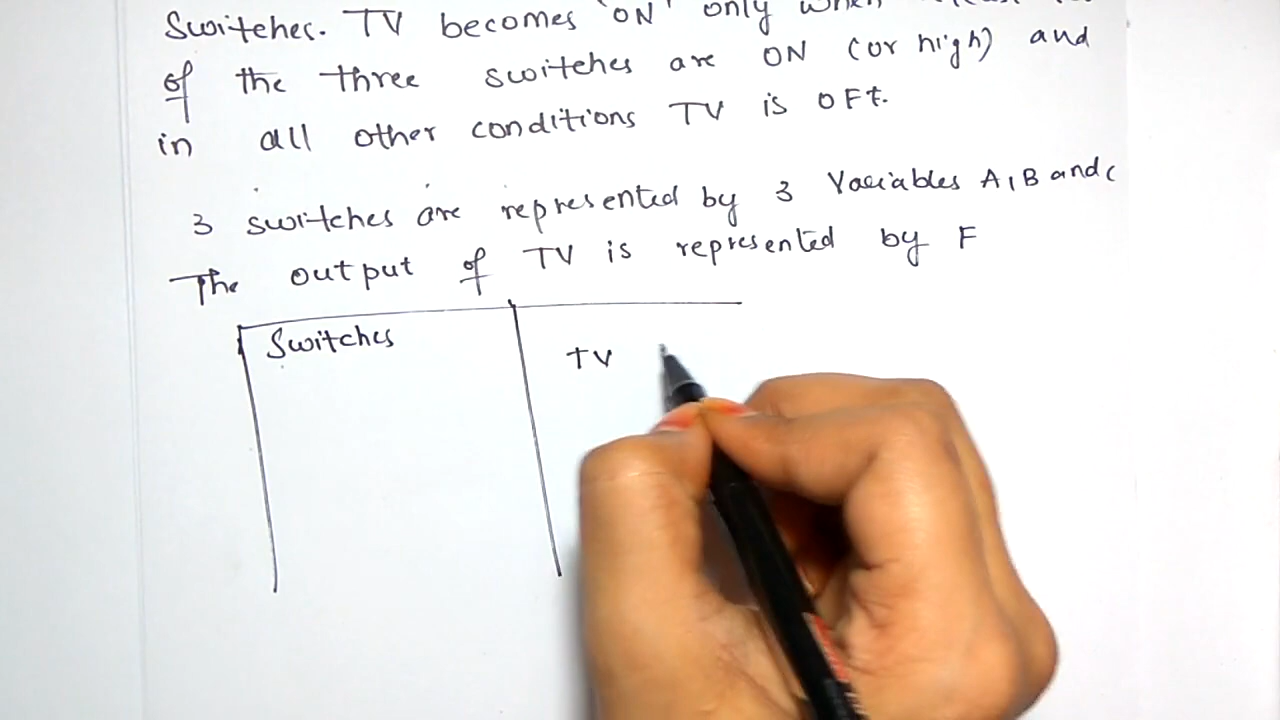 Switches. TV becomes 'ON' only when
of the three switches are ON (or high) and
in all other conditions TV is OFF.
3 switches are represented by 3 Variables A, B and C
The output of TV is represented by F
Switches
TV